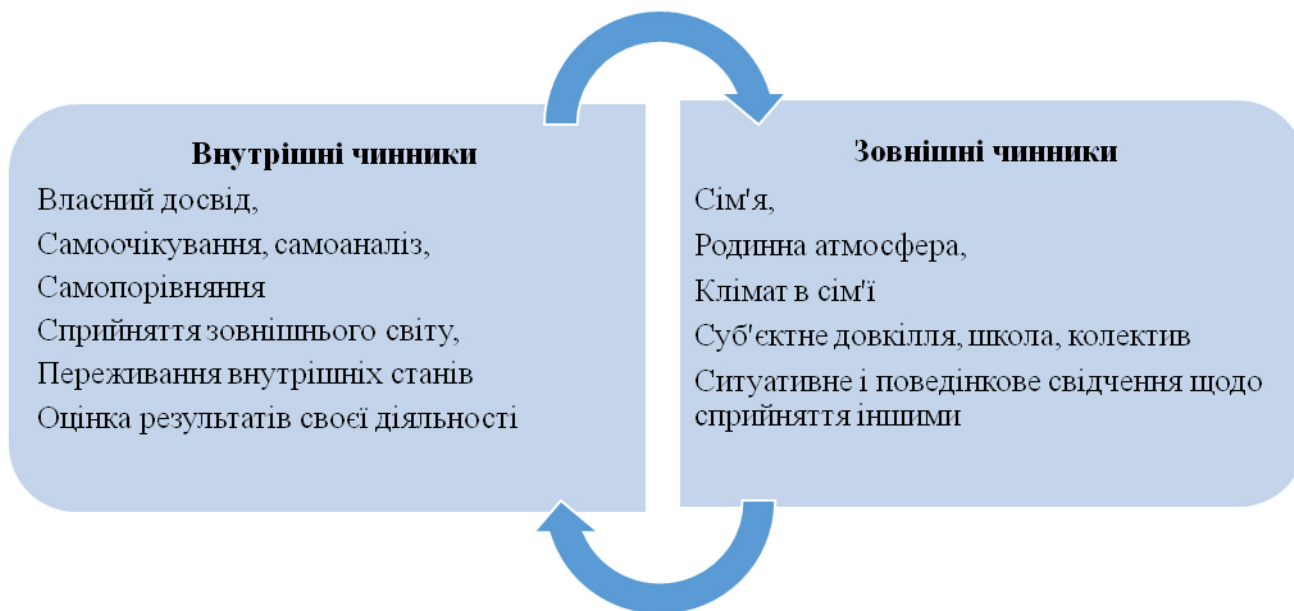 Внутрішні чинники
Власний досвід,
Самоочікування, самоаналіз,
Самопорівняння
Сприйняття зовнішнього світу,
Переживання внутрішніх станів
Оцінка результатів своєї діяльності
Зовнішні чинники
Сім'я,
Родинна атмосфера,
Клімат в сім'ї
Суб'єктне довкілля, школа, колектив
Ситуативне і поведінкове свідчення щодо
сприйняття іншими